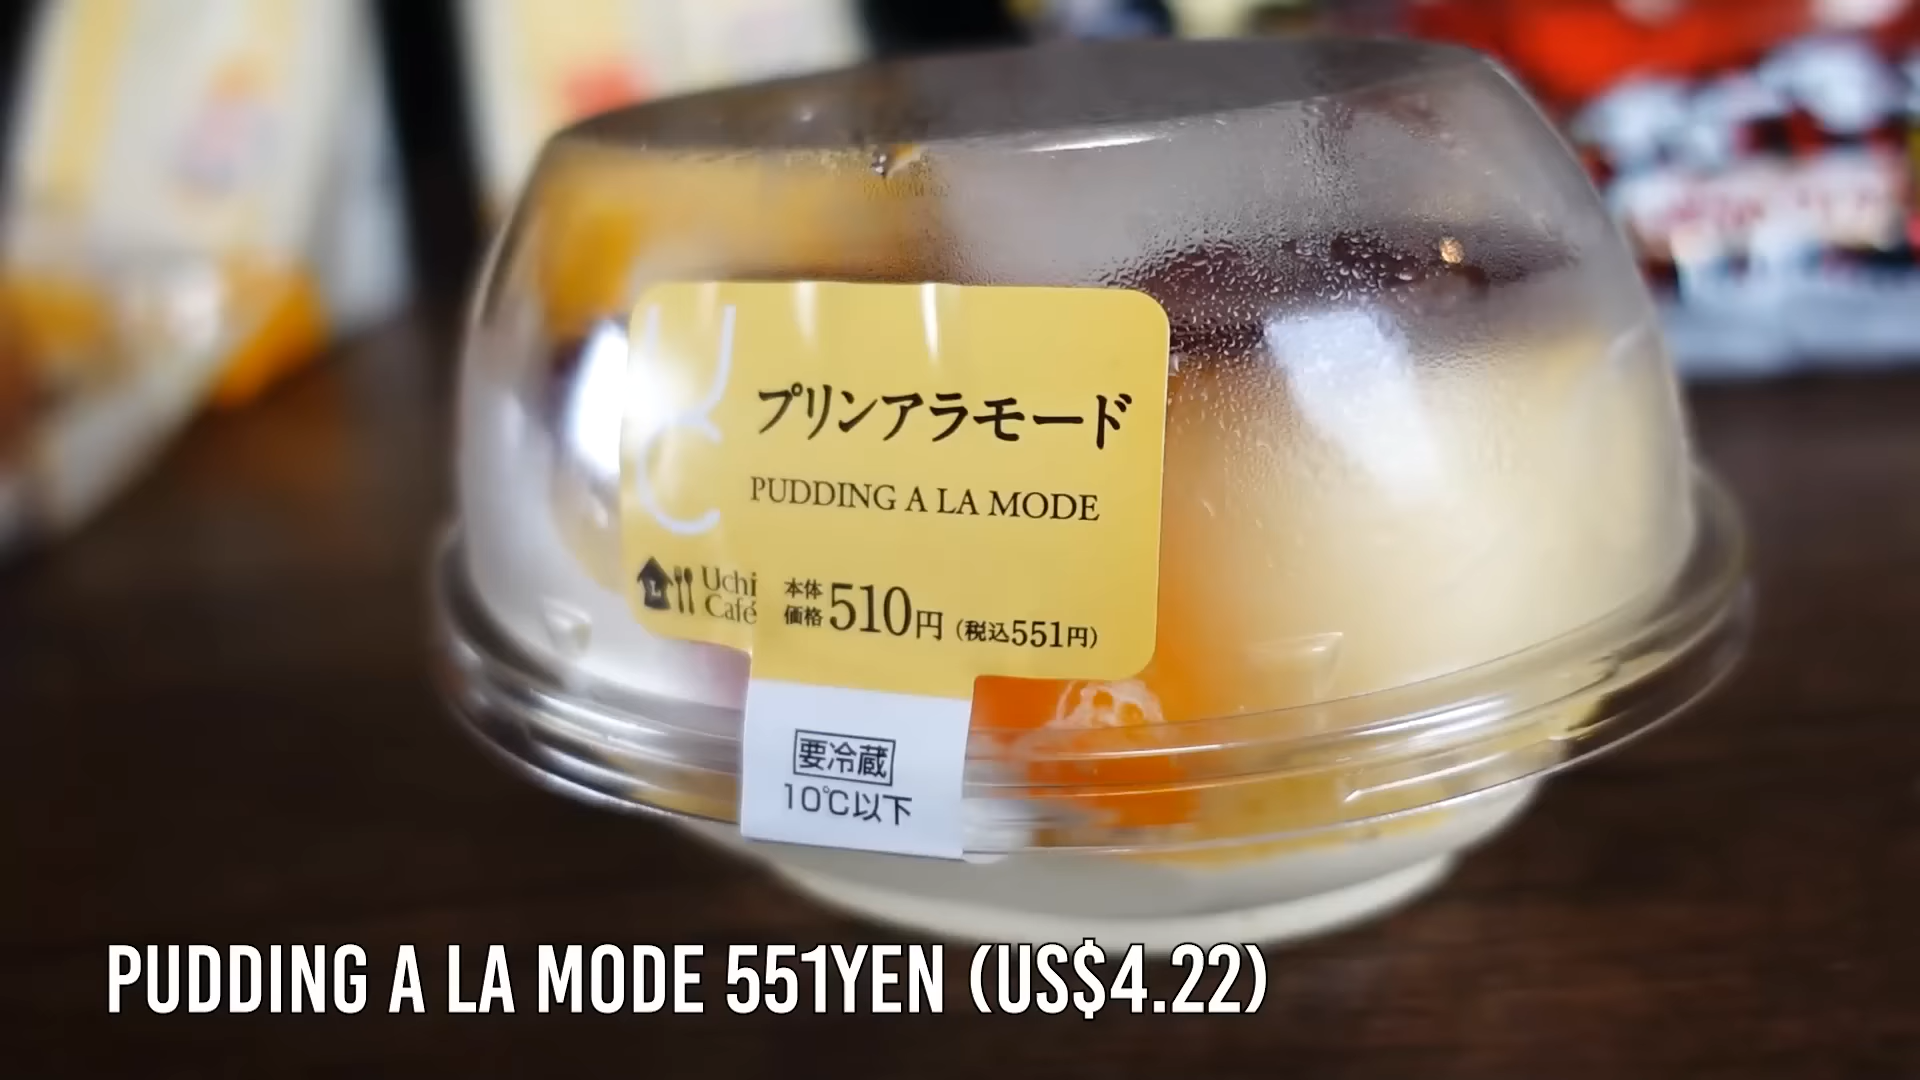 プリンアラモード
PUDDING A LA MODE
Uchi
Café
本体
価格 510円 (税込551円)
要冷蔵
10℃以下
PUDDING A LA MODE 551YEN (US$4.22)